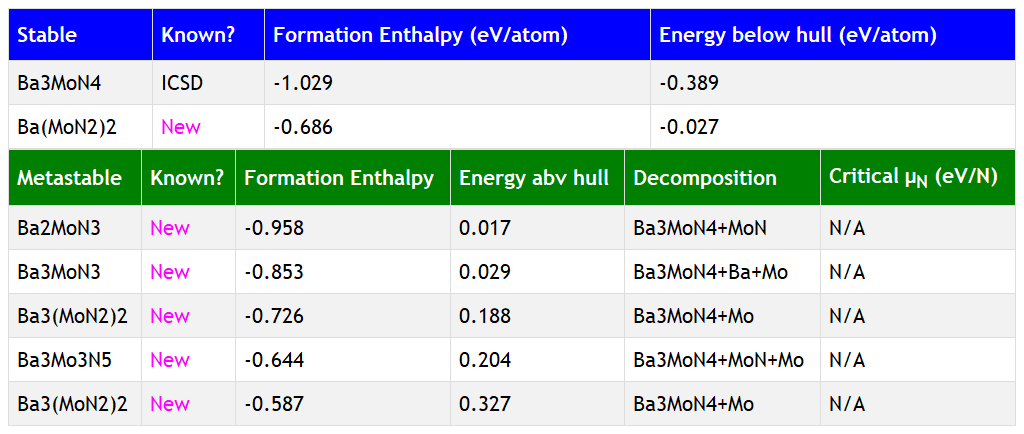 Stable Known? Formation Enthalpy (eV/atom) Energy below hull (eV/atom)
Ba3MoN4 ICSD -1.029 -0.389
Ba(MoN2)2 New -0.686 -0.027
Metastable Known? Formation Enthalpy Energy abv hull Decomposition Critical μN (eV/N)
Ba2MoN3 New -0.958 0.017 Ba3MoN4+MoN N/A
Ba3MoN3 New -0.853 0.029 Ba3MoN4+Ba+Mo N/A
Ba3(MoN2)2 New -0.726 0.188 Ba3MoN4+Mo N/A
Ba3Mo3N5 New -0.644 0.204 Ba3MoN4+MoN+Mo N/A
Ba3(MoN2)2 New -0.587 0.327 Ba3MoN4+Mo N/A